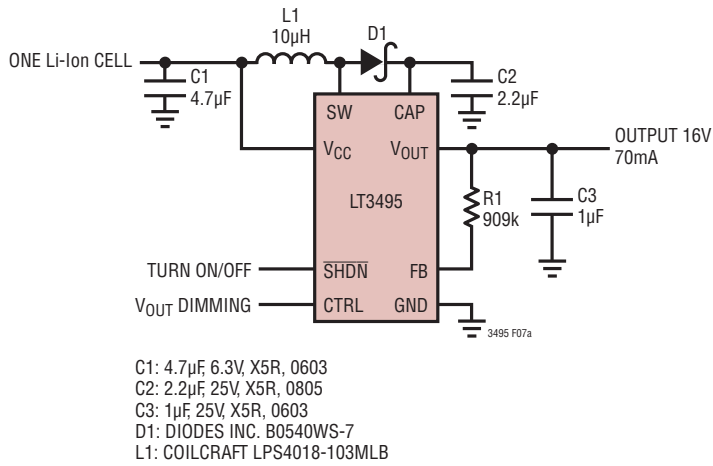 L1
10µH
D1
ONE Li-Ion CELL
C1
4.7µF
C2
2.2µF
SW
CAP
VCC
VOUT
OUTPUT 16V
70mA
LT3495
R1
909k
C3
1µF
TURN ON/OFF
SHDN
FB
VOUT DIMMING
CTRL
GND
3495 F07a
C1: 4.7µF, 6.3V, X5R, 0603
C2: 2.2µF, 25V, X5R, 0805
C3: 1µF, 25V, X5R, 0603
D1: DIODES INC. B0540WS-7
L1: COILCRAFT LPS4018-103MLB